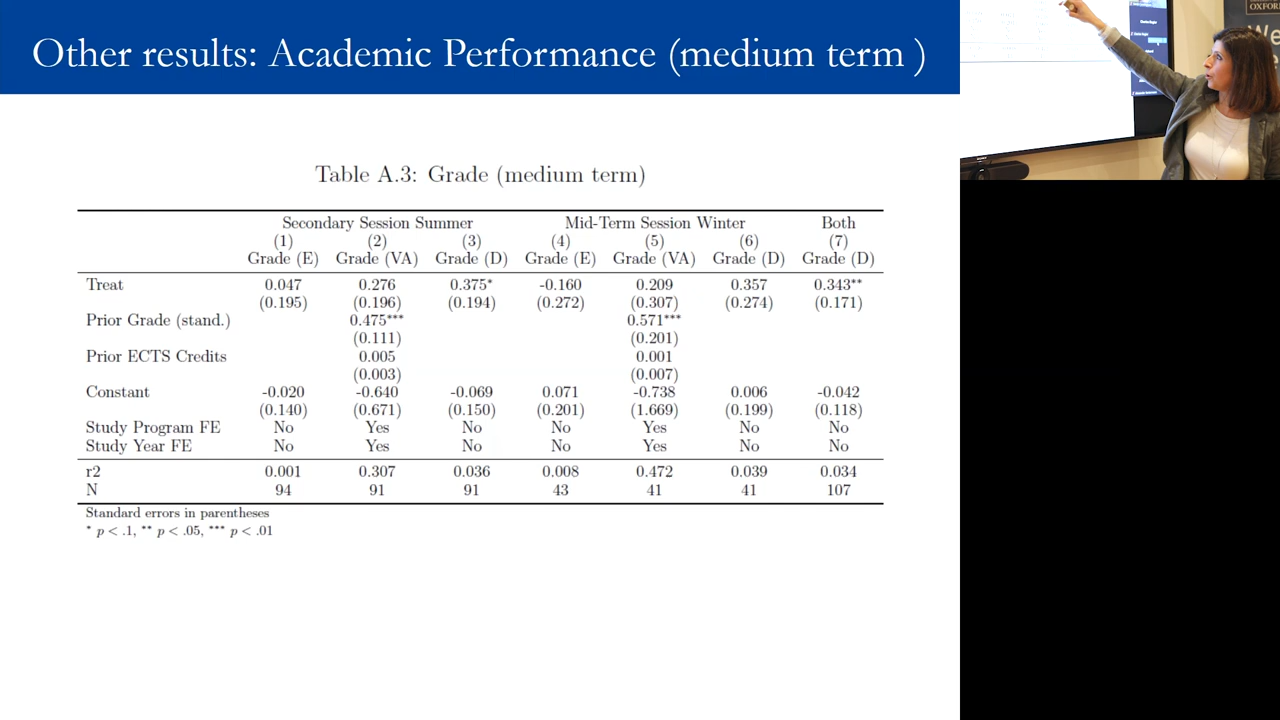 Other results: Academic Performance (medium term )
OXFOR
We
Table A.3: Grade (medium term)
Secondary Session Summer Mid-Term Session Winter Both
(1) (2) (3) (4) (5) (6) (7)
Grade (E) Grade (VA) Grade (D) Grade (E) Grade (VA) Grade (D) Grade (D)
Treat 0.047 0.276 0.375* -0.160 0.209 0.357 0.343**
(0.195) (0.196) (0.194) (0.272) (0.307) (0.274) (0.171)
Prior Grade (stand.) 0.475*** 0.571***
(0.111) (0.201)
Prior ECTS Credits 0.005 0.001
(0.003) (0.007)
Constant -0.020 -0.640 -0.069 0.071 -0.738 0.006 -0.042
(0.140) (0.671) (0.150) (0.201) (1.669) (0.199) (0.118)
Study Program FE No Yes No No Yes No No
Study Year FE No Yes No No Yes No No
r2 0.001 0.307 0.036 0.008 0.472 0.039 0.034
N 94 91 91 43 41 41 107
Standard errors in parentheses
* p < .1, ** p < .05, *** p < .01